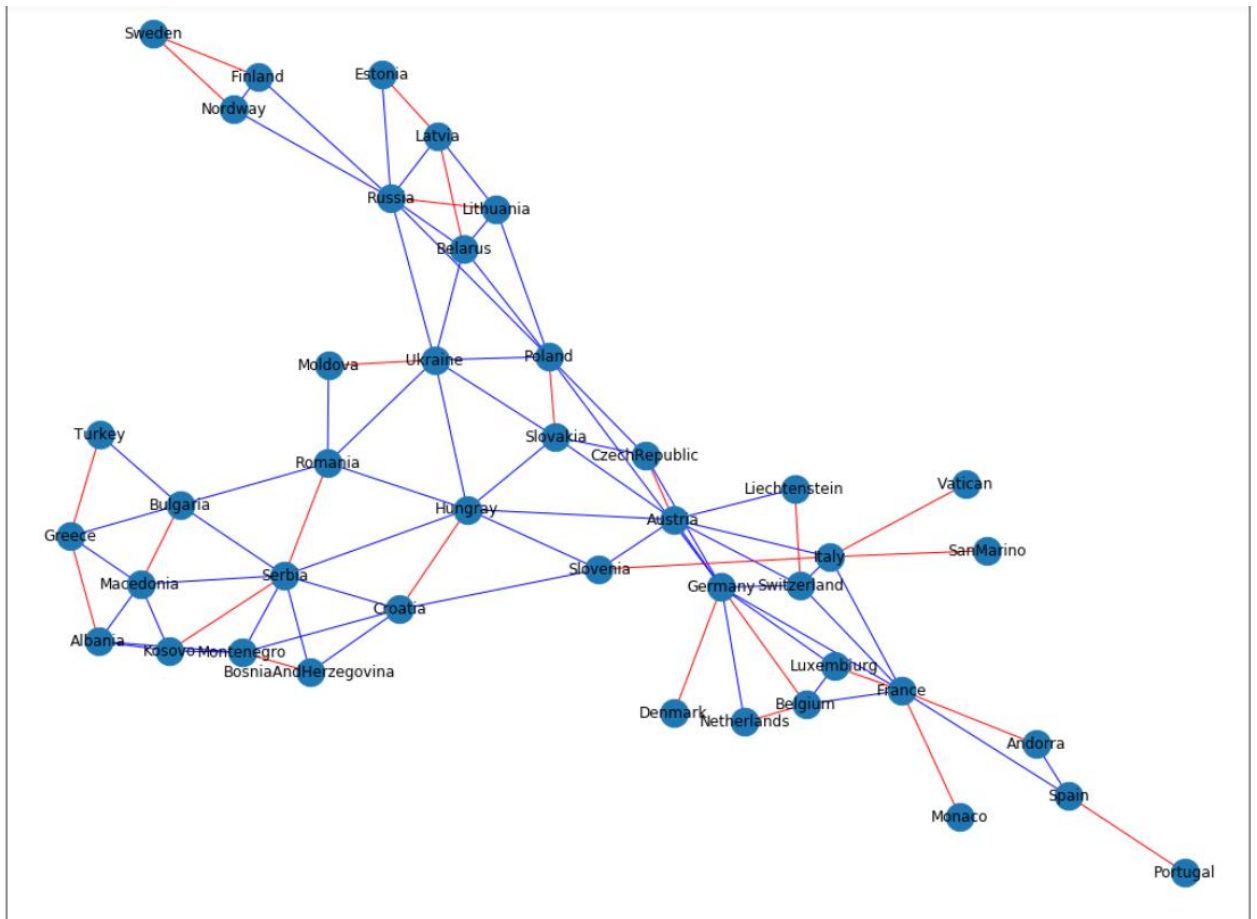 Sweden
Finland
Estonia
Nordway
Latvia
Russia
Lithuania
Belarus
Moldova
Ukraine
Poland
Turkey
Slovakia
CzechRepublic
Romania
Liechtenstein
Vatican
Bulgaria
Hungray
Austria
Greece
Italy
SanMarino
Slovenia
Serbia
Macedonia
Germany
Switzerland
Croatia
Albania
Kosovo
Montenegro
BosniaAndHerzegovina
Luxembiurg
France
Belgium
Denmark
Netherlands
Andorra
Spain
Monaco
Portugal